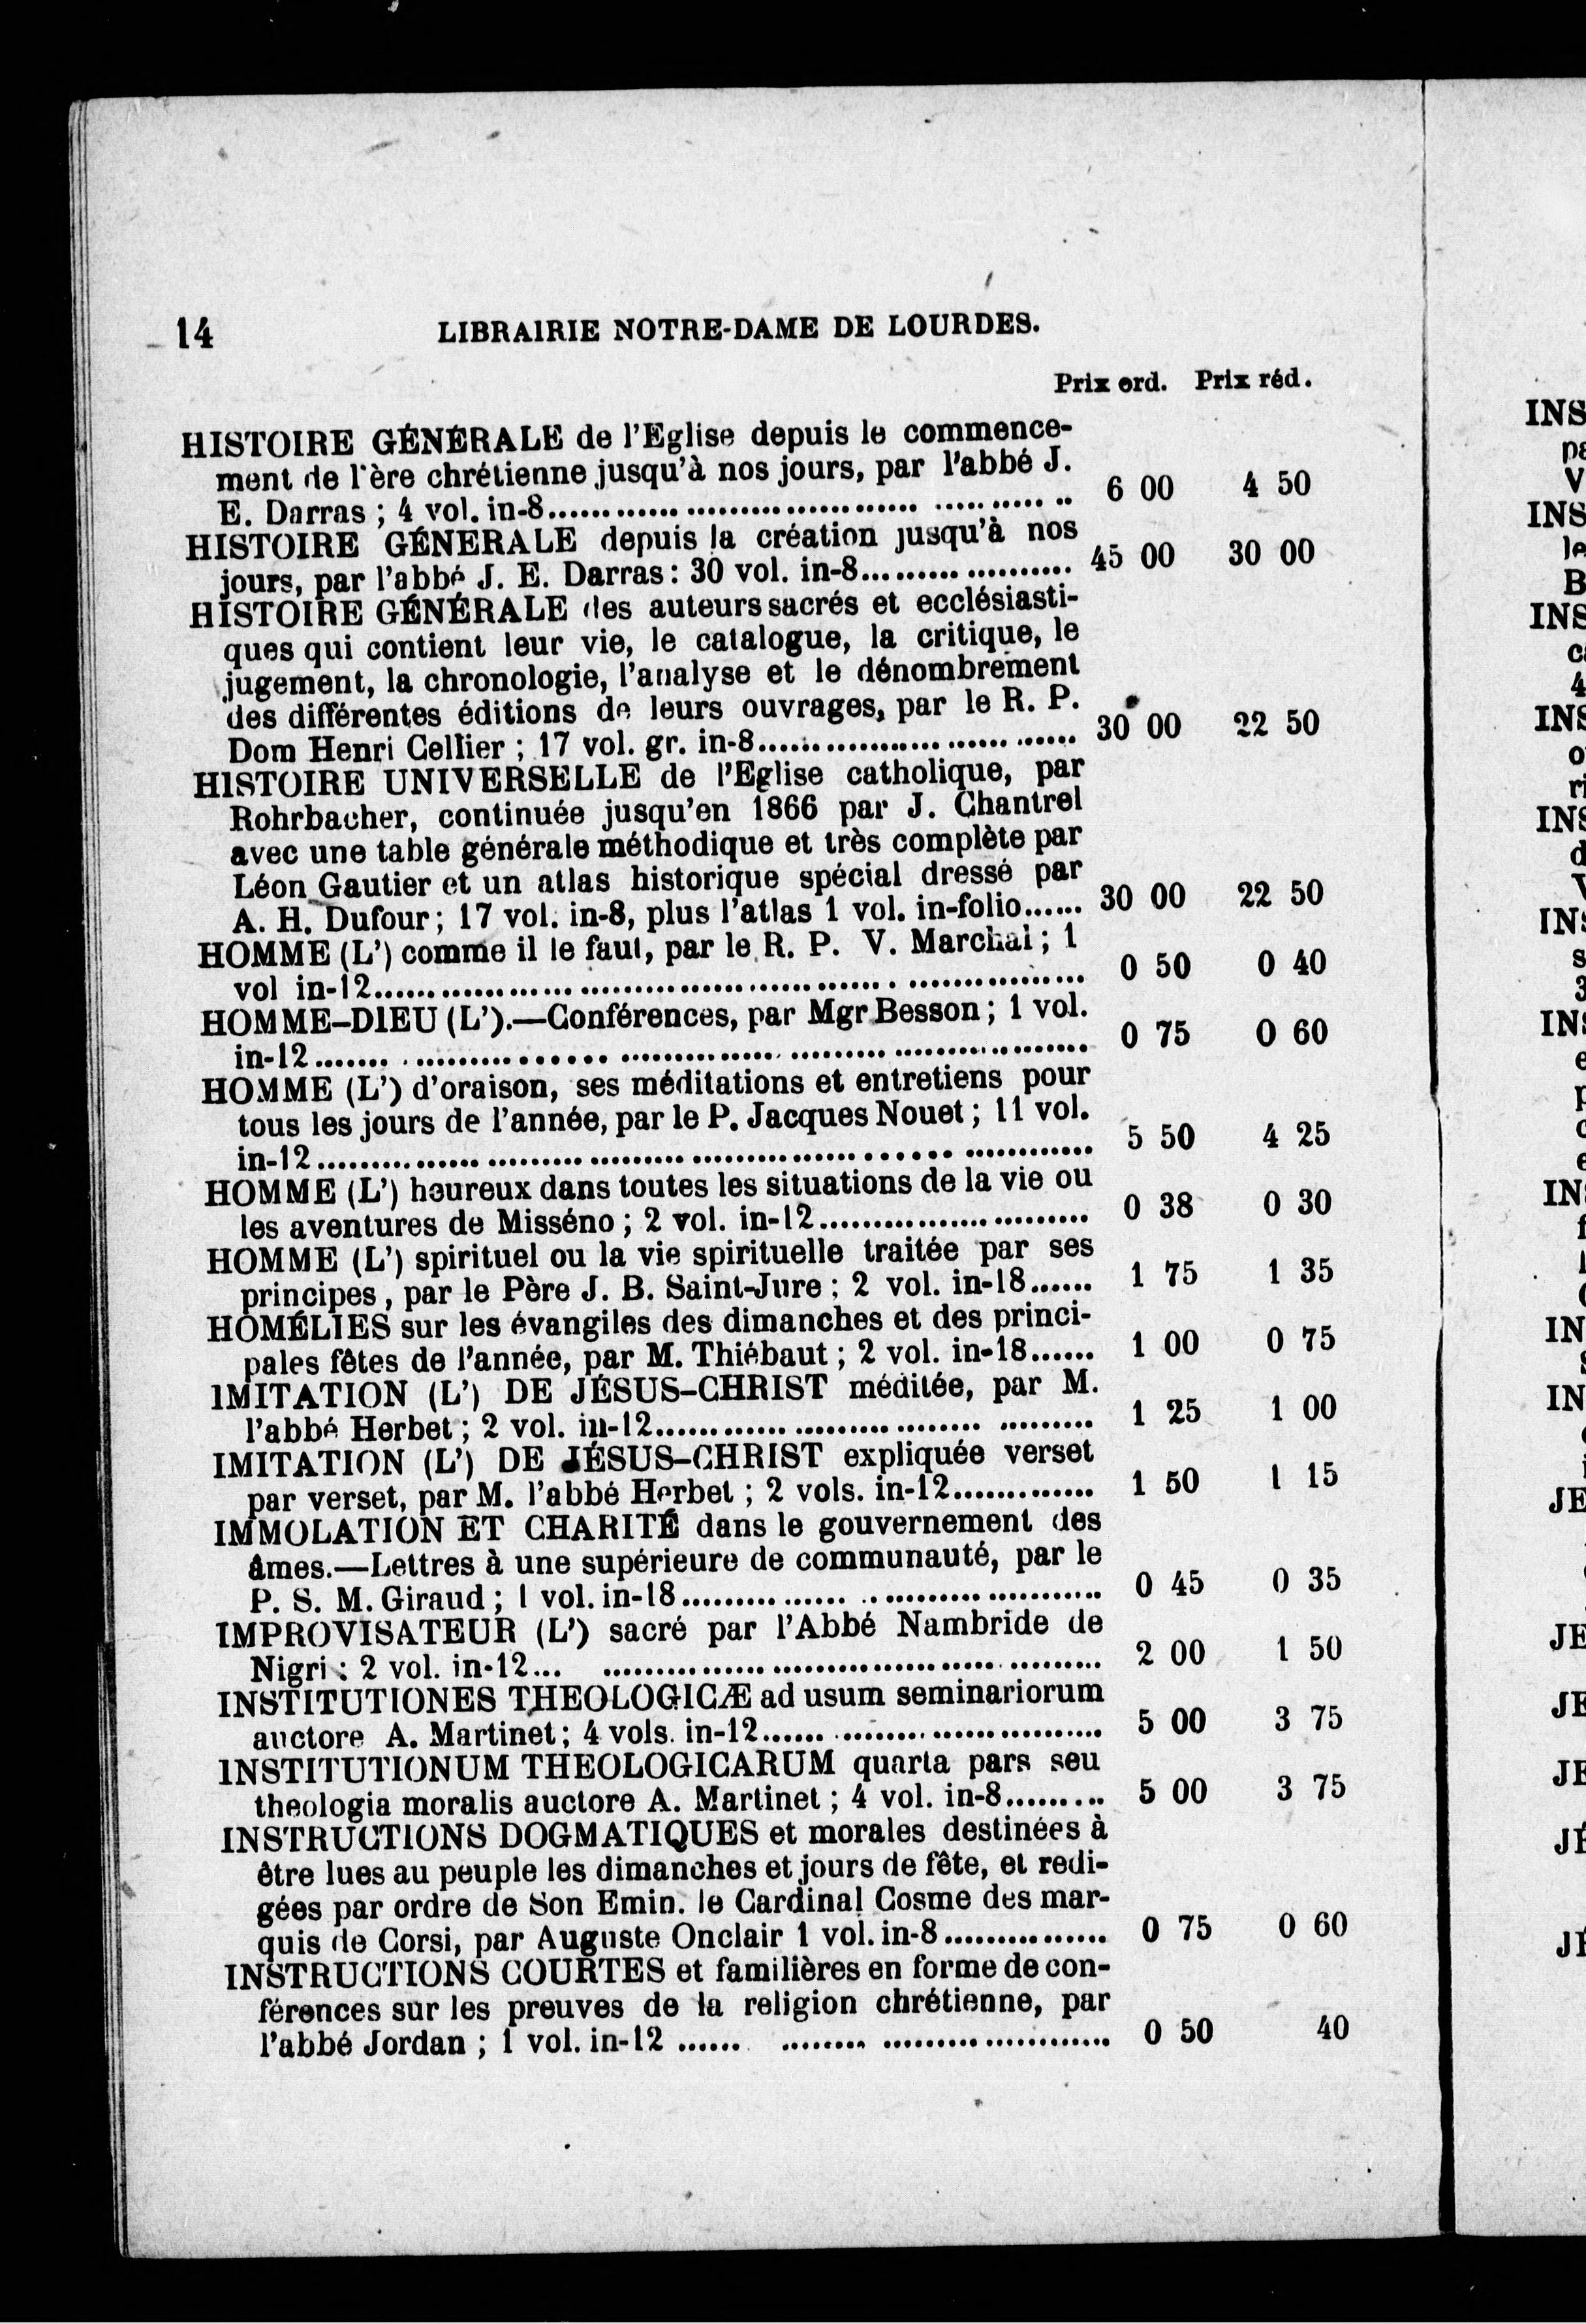 14 LIBRAIRIE NOTRE-DAME DE LOURDES.
Prix ord. Prix réd.
HISTOIRE GÉNÉRALE de l'Eglise depuis le commence-
ment de l'ère chrétienne jusqu'à nos jours, par l'abbé J.
E. Darras ; 4 vol. in-8.......................................... 6 00 4 50
HISTOIRE GÉNERALE depuis la création jusqu'à nos
jours, par l'abbé J. E. Darras: 30 vol. in-8................... 45 00 30 00
HISTOIRE GÉNÉRALE des auteurs sacrés et ecclésiasti-
ques qui contient leur vie, le catalogue, la critique, le
jugement, la chronologie, l'analyse et le dénombrement
des différentes éditions de leurs ouvrages, par le R. P.
Dom Henri Cellier ; 17 vol. gr. in-8.............................. 30 00 22 50
HISTOIRE UNIVERSELLE de l'Eglise catholique, par
Rohrbacher, continuée jusqu'en 1866 par J. Chantrel
avec une table générale méthodique et très complète par
Léon Gautier et un atlas historique spécial dressé par
A. H. Dufour ; 17 vol. in-8, plus l'atlas 1 vol. in-folio...... 30 00 22 50
HOMME (L') comme il le faut, par le R. P. V. Marchal ; 1
vol in-12.................................................... 0 50 0 40
HOMME-DIEU (L').—Conférences, par Mgr Besson ; 1 vol.
in-12.......................................................... 0 75 0 60
HOMME (L') d'oraison, ses méditations et entretiens pour
tous les jours de l'année, par le P. Jacques Nouet ; 11 vol.
in-12.......................................................... 5 50 4 25
HOMME (L') heureux dans toutes les situations de la vie ou
les aventures de Misséno ; 2 vol. in-12......................... 0 38 0 30
HOMME (L') spirituel ou la vie spirituelle traitée par ses
principes, par le Père J. B. Saint-Jure ; 2 vol. in-18...... 1 75 1 35
HOMÉLIES sur les évangiles des dimanches et des princi-
pales fêtes de l'année, par M. Thiébaut ; 2 vol. in-18...... 1 00 0 75
IMITATION (L') DE JÉSUS-CHRIST méditée, par M.
l'abbé Herbet ; 2 vol. in-12....................................... 1 25 1 00
IMITATION (L') DE JÉSUS-CHRIST expliquée verset
par verset, par M. l'abbé Herbet ; 2 vols. in-12............. 1 50 1 15
IMMOLATION ET CHARITÉ dans le gouvernement des
âmes.—Lettres à une supérieure de communauté, par le
P. S. M. Giraud ; 1 vol. in-18...................................... 0 45 0 35
IMPROVISATEUR (L') sacré par l'Abbé Nambride de
Nigri : 2 vol. in-12... ............................................ 2 00 1 50
INSTITUTIONES THEOLOGICÆ ad usum seminariorum
auctore A. Martinet ; 4 vols. in-12.............................. 5 00 3 75
INSTITUTIONUM THEOLOGICARUM quarta pars seu
theologia moralis auctore A. Martinet ; 4 vol. in-8......... 5 00 3 75
INSTRUCTIONS DOGMATIQUES et morales destinées à
être lues au peuple les dimanches et jours de fête, et redi-
gées par ordre de Son Emin. le Cardinal Cosme des mar-
quis de Corsi, par Auguste Onclair 1 vol. in-8............... 0 75 0 60
INSTRUCTIONS COURTES et familières en forme de con-
férences sur les preuves de la religion chrétienne, par
l'abbé Jordan ; 1 vol. in-12 ...... ........ ..................... 0 50 40